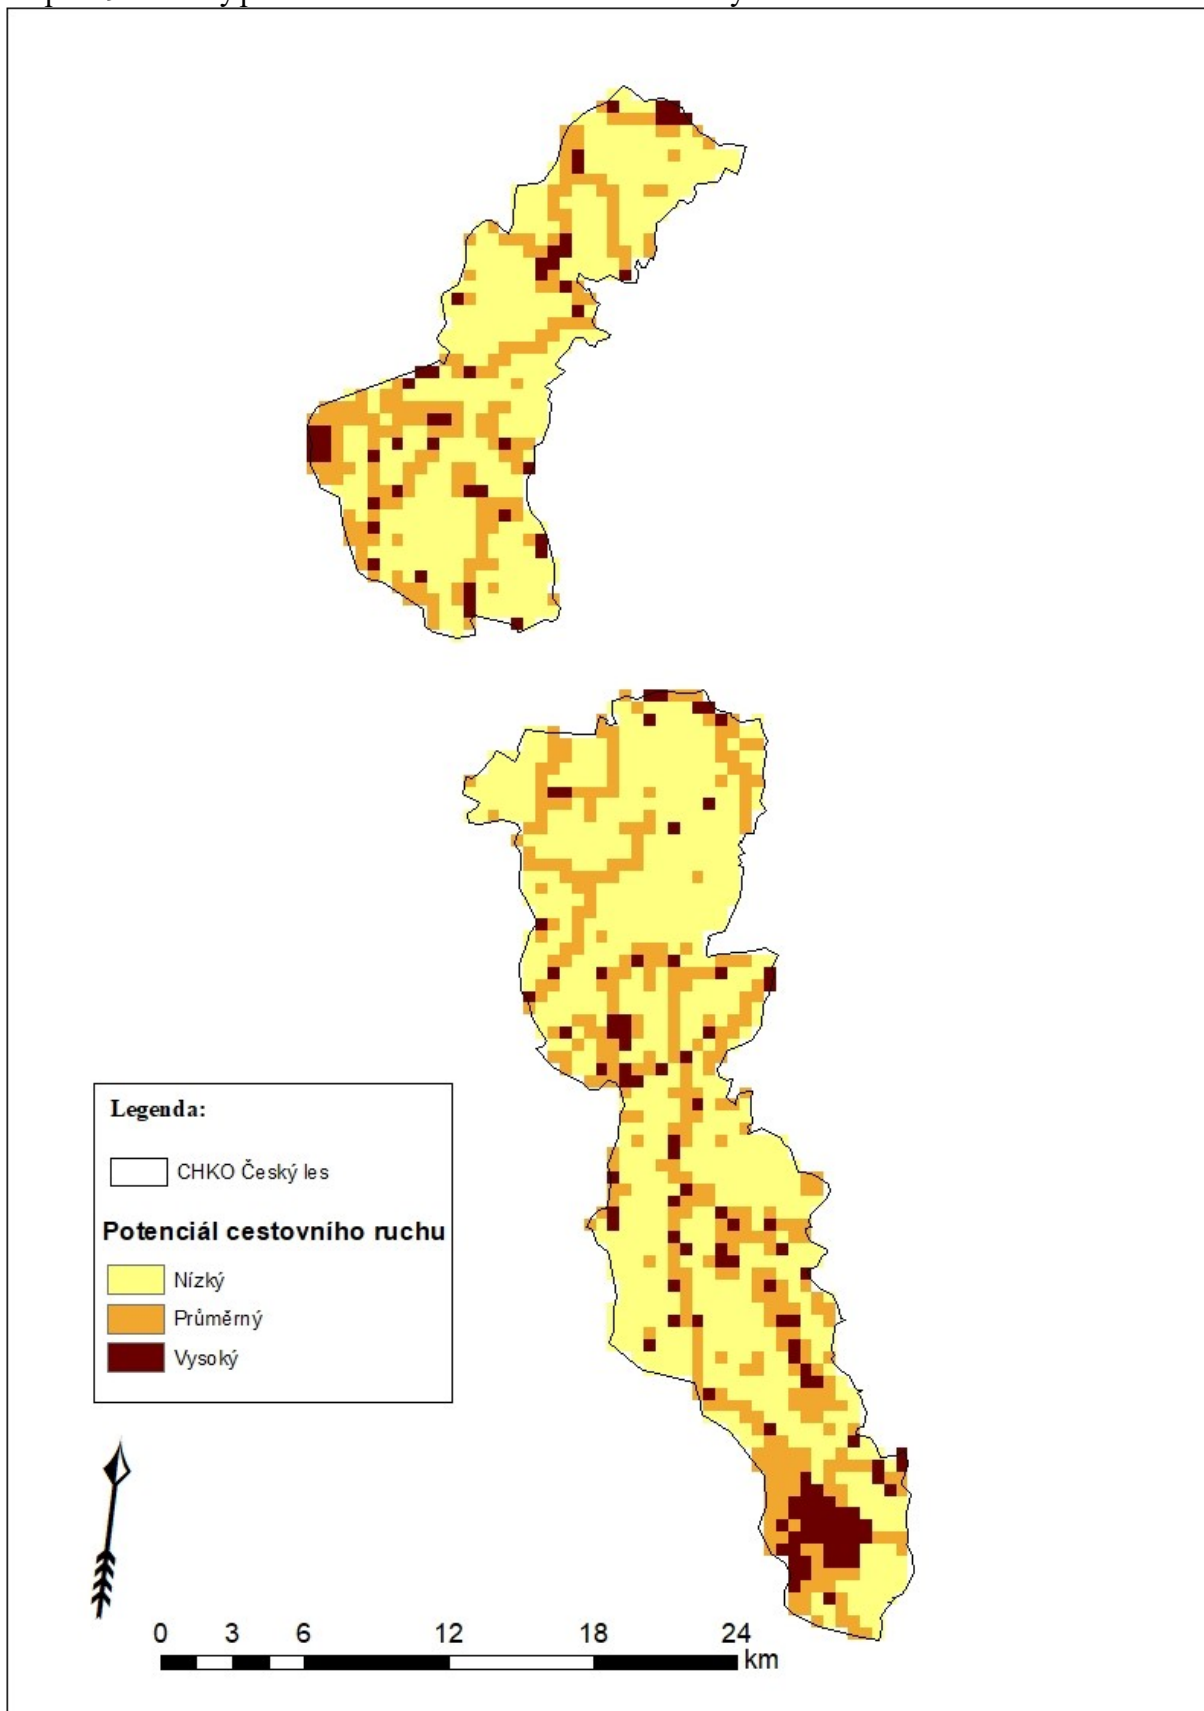 Legenda:
CHKO Český les
Potenciál cestovního ruchu
Nízký
Průměrný
Vysoký
0 3 6 12 18 24
km